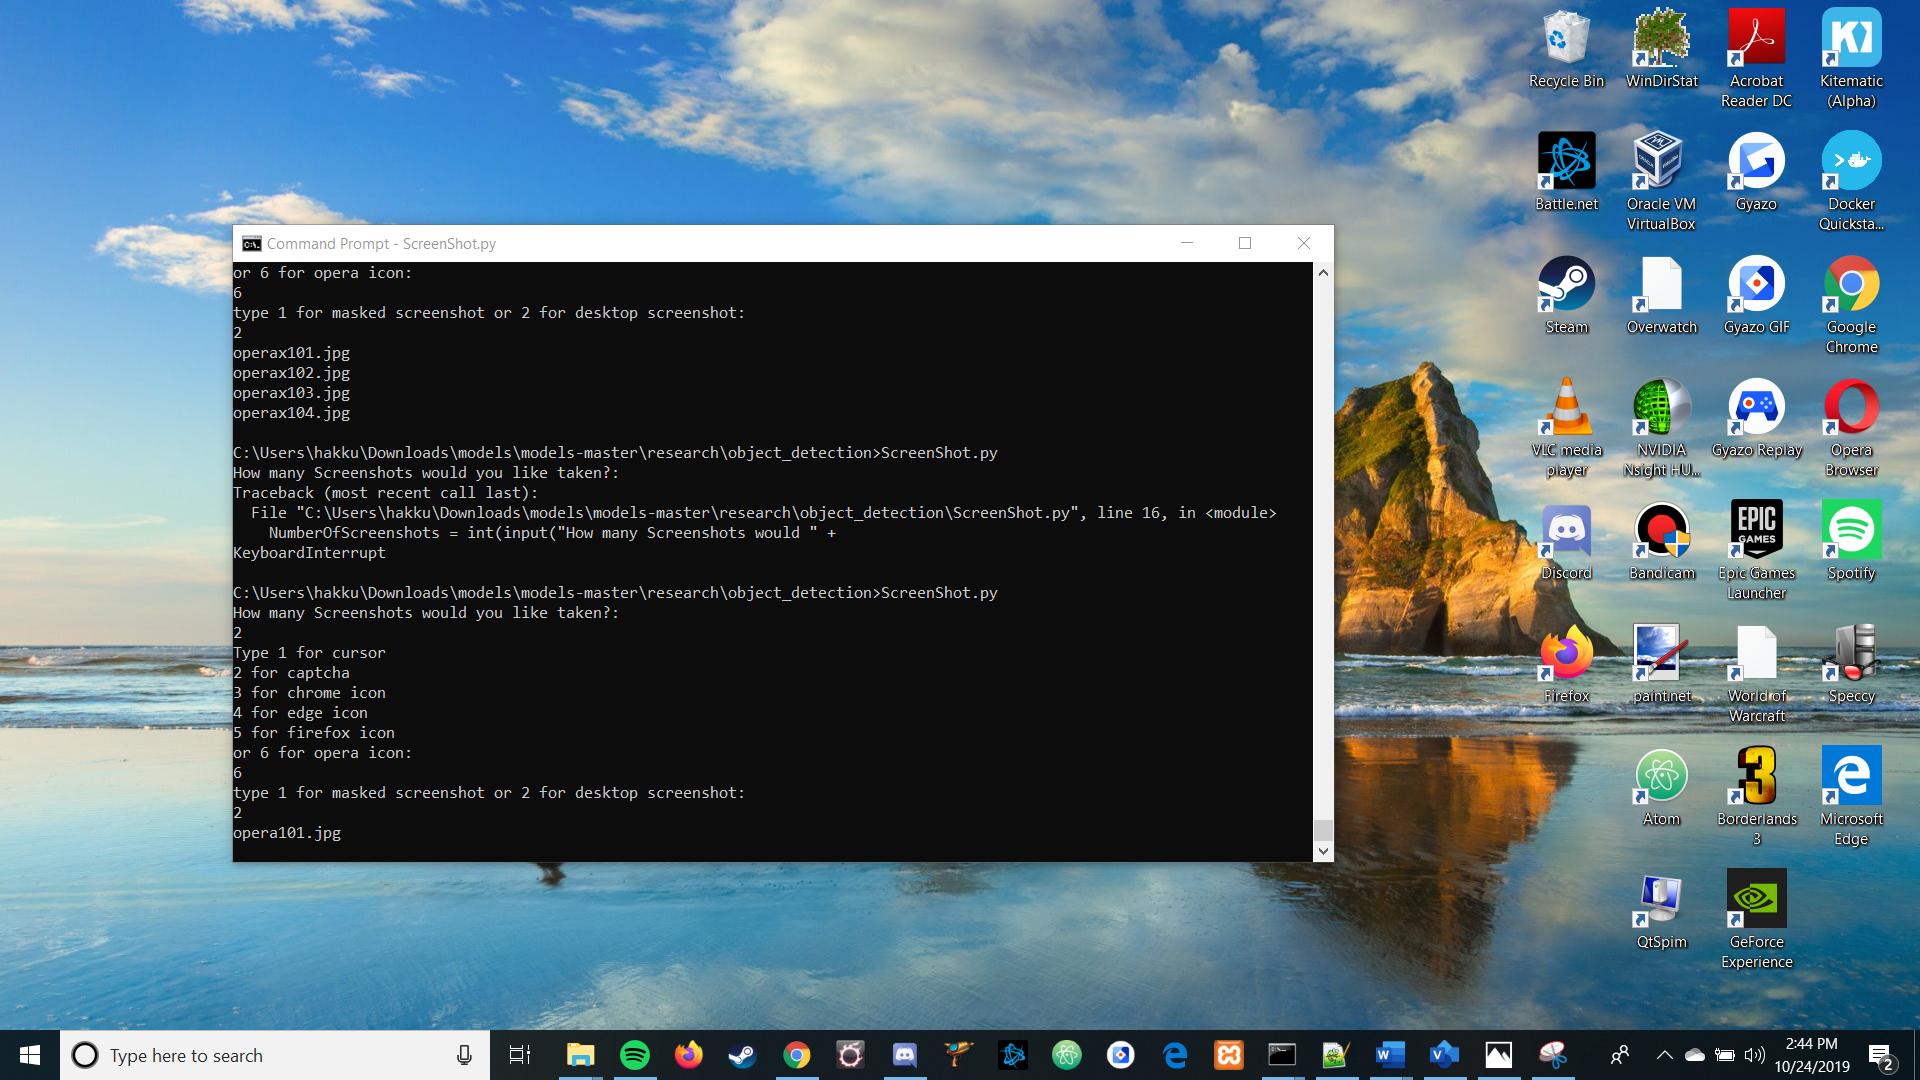 Command Prompt - ScreenShot.py
or 6 for opera icon:
6
type 1 for masked screenshot or 2 for desktop screenshot:
2
operax101.jpg
operax102.jpg
operax103.jpg
operax104.jpg
C:\Users\hakku\Downloads\models\models-master\research\object_detection>ScreenShot.py
How many Screenshots would you like taken?:
Traceback (most recent call last):
File "C:\Users\hakku\Downloads\models\models-master\research\object_detection\ScreenShot.py", line 16, in <module>
NumberOfScreenshots = int(input("How many Screenshots would " +
KeyboardInterrupt
C:\Users\hakku\Downloads\models\models-master\research\object_detection>ScreenShot.py
How many Screenshots would you like taken?:
2
Type 1 for cursor
2 for captcha
3 for chrome icon
4 for edge icon
5 for firefox icon
or 6 for opera icon:
6
type 1 for masked screenshot or 2 for desktop screenshot:
2
opera101.jpg
Recycle Bin
WinDirStat
Acrobat
Reader DC
Kitematic
(Alpha)
Battle.net
Oracle VM
VirtualBox
Gyazo
Docker
Quicksta...
Steam
Overwatch
Gyazo GIF
Google
Chrome
VLC media
player
NVIDIA
Nsight HU...
Gyazo Replay
Opera
Browser
Discord
Bandicam
EPIC
GAMES
Epic Games
Launcher
Spotify
Firefox
paint.net
World of
Warcraft
Speccy
Atom
3
Borderlands
3
Microsoft
Edge
QtSpim
GeForce
Experience
Type here to search
2:44 PM
10/24/2019
2